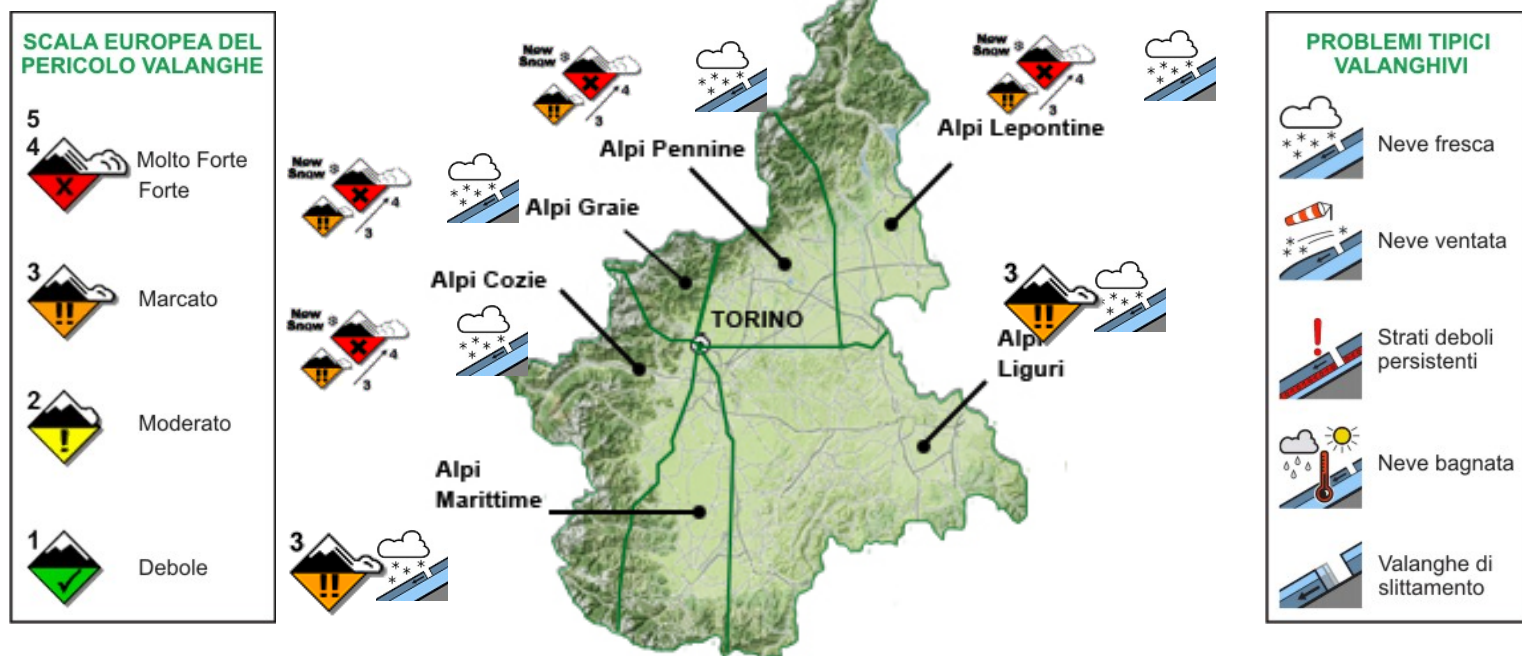 SCALA EUROPEA DEL
PERICOLO VALANGHE
5
4
Molto Forte
Forte
3
Marcato
2
Moderato
1
Debole
New
Snow
4
3
New
Snow
4
3
Alpi Lepontine
Alpi Pennine
New
Snow
4
3
Alpi Graie
Alpi Cozie
New
Snow
4
3
TORINO
3
Alpi
Liguri
Alpi
Marittime
3
PROBLEMI TIPICI
VALANGHIVI
Neve fresca
Neve ventata
Strati deboli
persistenti
Neve bagnata
Valanghe di
slittamento